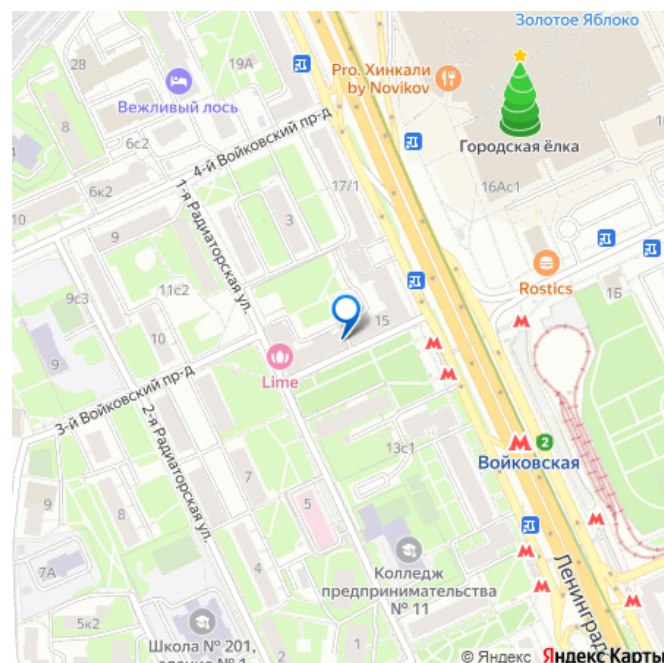 Золотое Яблоко
28
19А
Pro. Хинкали
by Novikov
Вежливый лось
8
6с2
4-й Войковский пр-д
Городская ёлка
6к2
17/1
16Ас1
10
1-я Радиаторская ул.
3
9
Rostics
11с2
1Б
9с3
15
10
9
Lime
3-й Войковский пр-д
2-я Радиаторская ул.
13с1
2
Войковская
7
9
8
5
7А
4
Колледж
предпринимательства
№ 11
5к2
Школа № 201,
Ленинград
© Яндекс Яндекс Карты